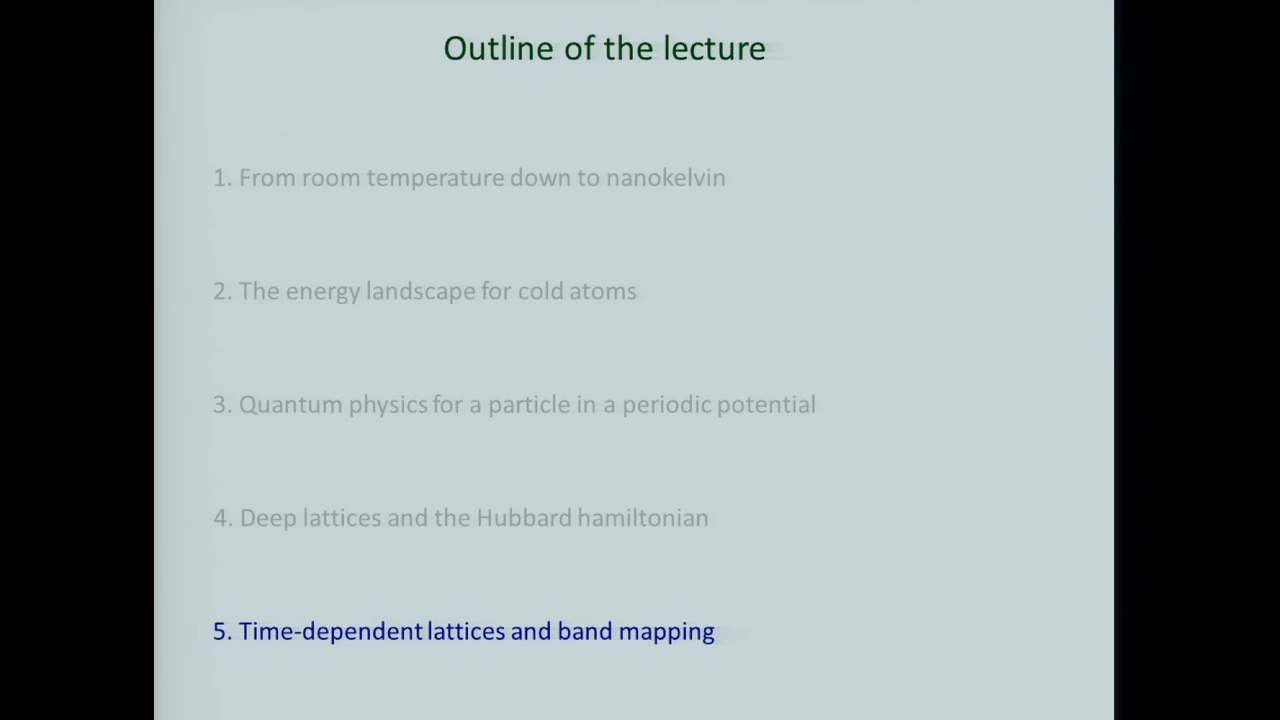 Outline of the lecture
1. From room temperature down to nanokelvin
2. The energy landscape for cold atoms
3. Quantum physics for a particle in a periodic potential
4. Deep lattices and the Hubbard hamiltonian
5. Time-dependent lattices and band mapping